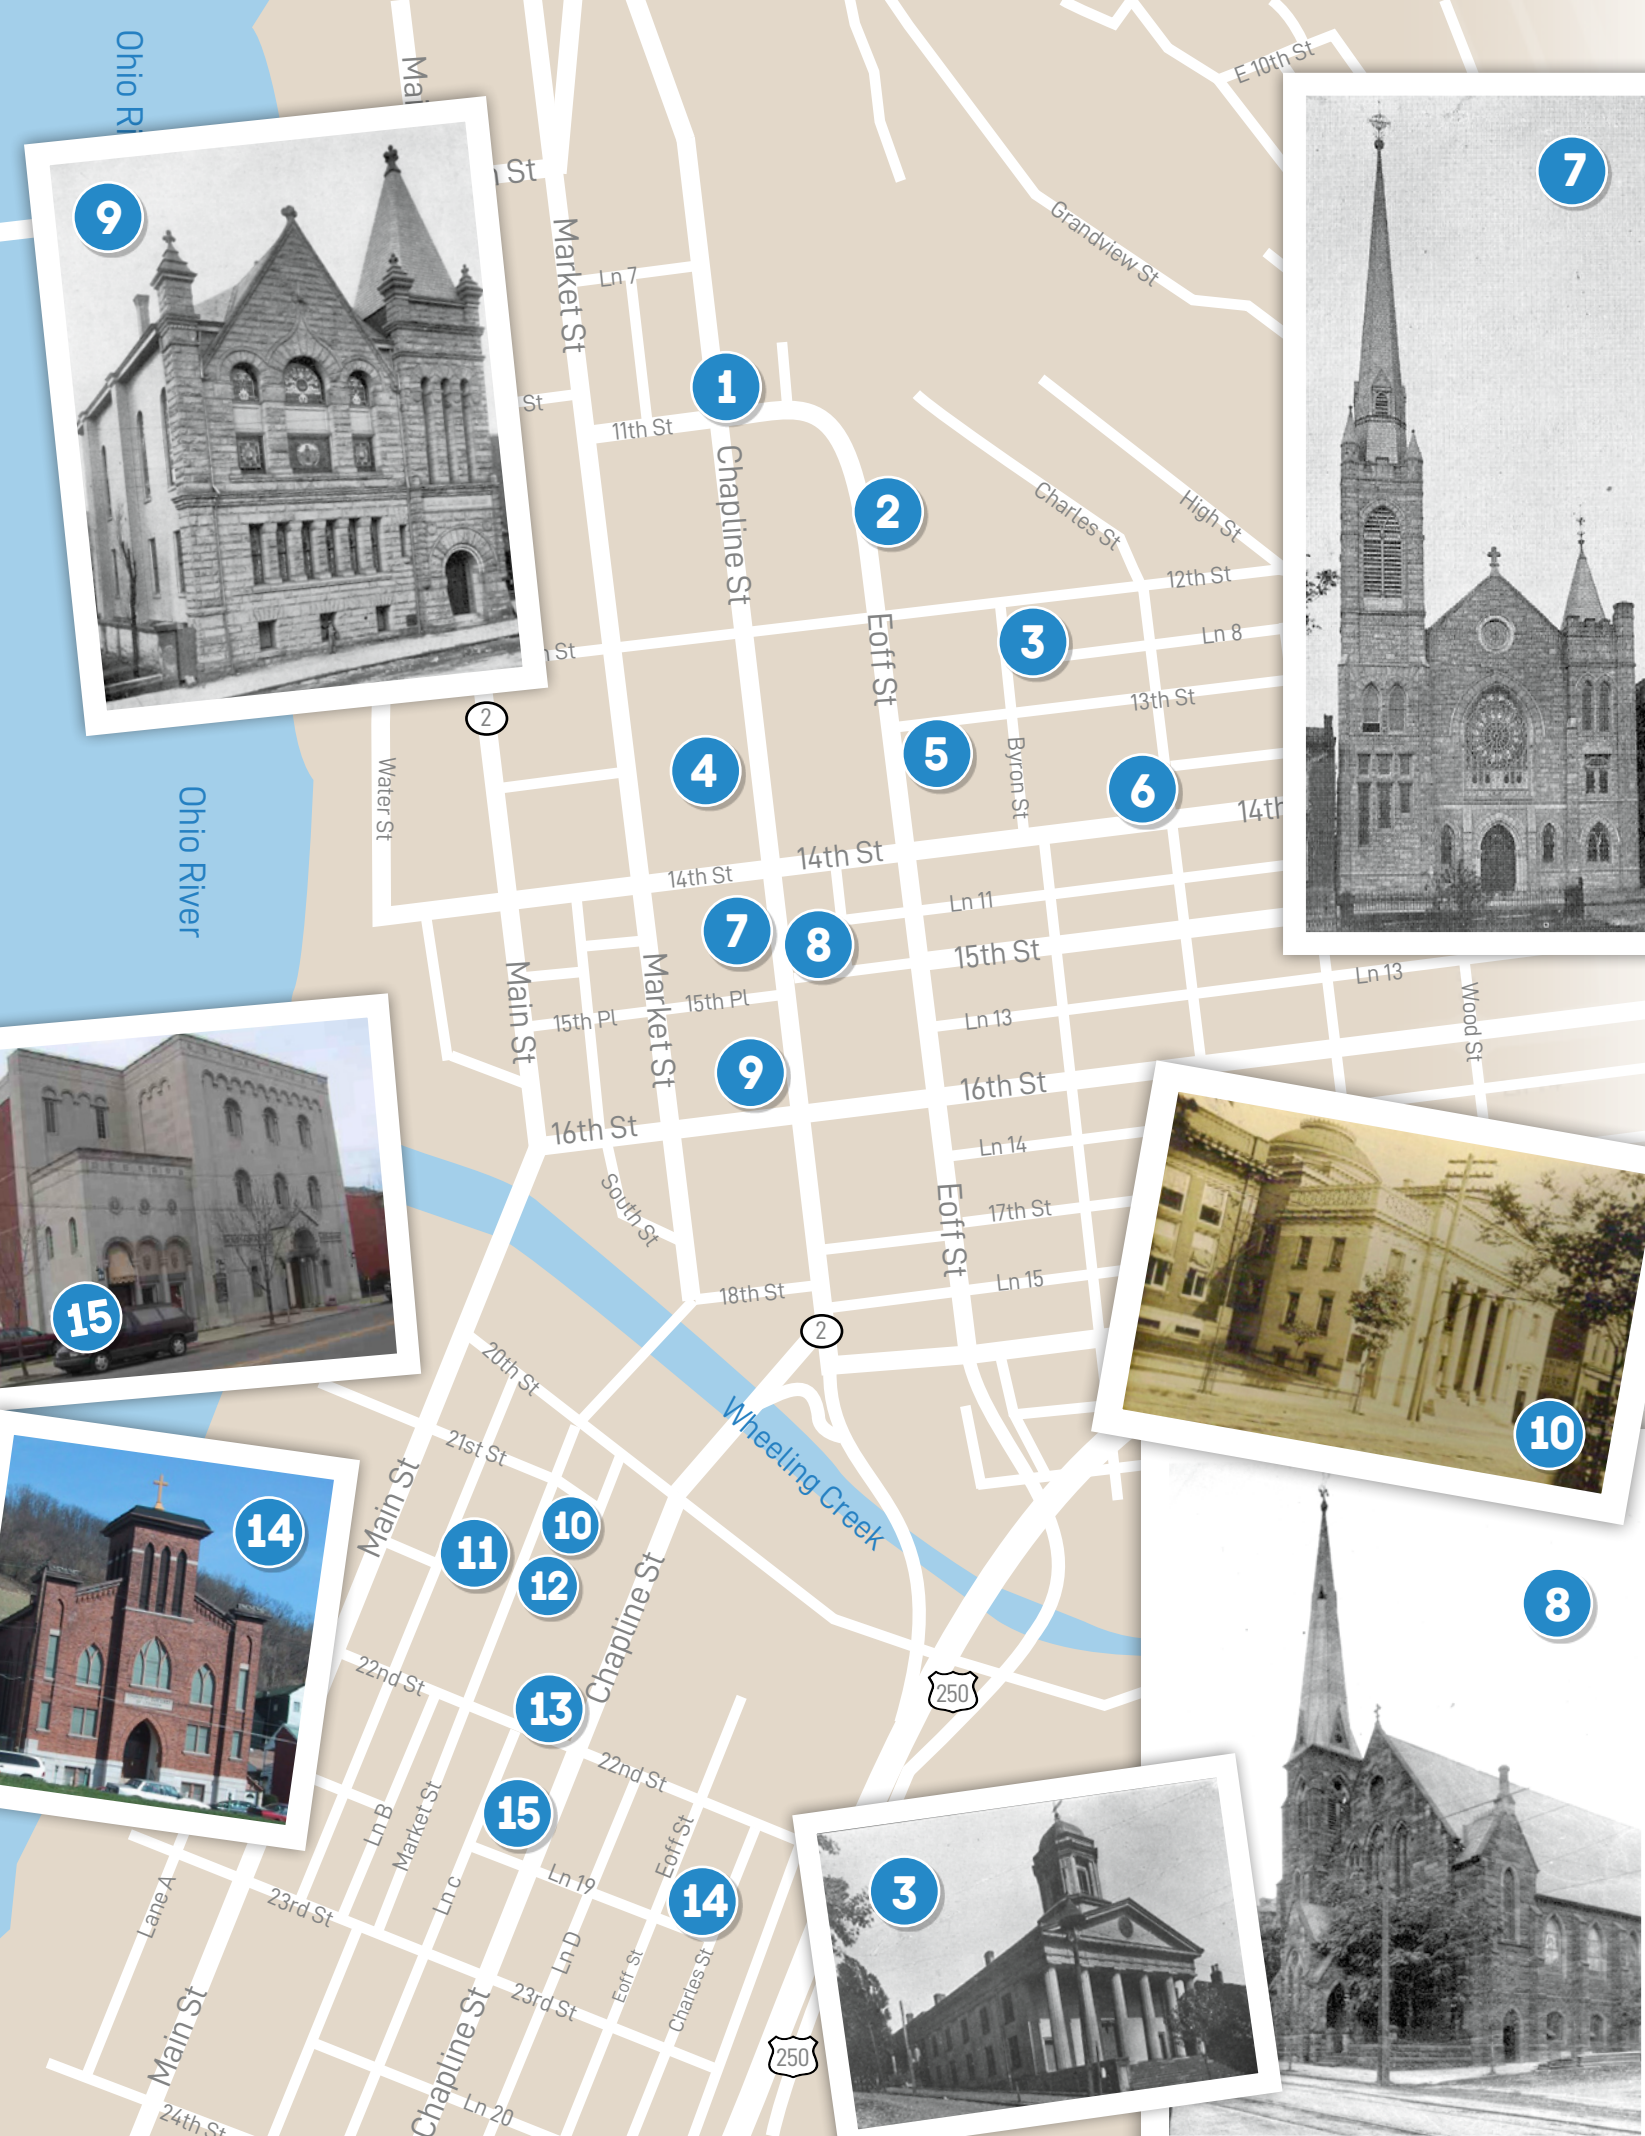 Ohio Ri
Mai
E 10th St
7
St
9
Grandview St
Market St
Ln 7
1
St
11th St
Chapline St
2
Charles St
High St
12th St
Eoff St
3
Ln 8
St
13th St
2
Water St
4
5
Byron St
6
14th
Ohio River
14th St
14th St
Ln 11
7
8
15th St
Main St
Market St
15th Pl
15th Pl
Ln 13
Ln 13
Wood St
9
16th St
16th St
Ln 14
South St
17th St
Eoff St
Ln 15
18th St
15
2
20th St
Wheeling Creek
10
21st St
Main St
14
10
11
12
Chapline St
8
22nd St
250
13
22nd St
15
Ln B
Market St
Eoff St
Ln 19
Ln c
14
3
Lane A
23rd St
Ln D
Eoff St
Charles St
23rd St
Main St
Chapline St
250
Ln 20
24th St